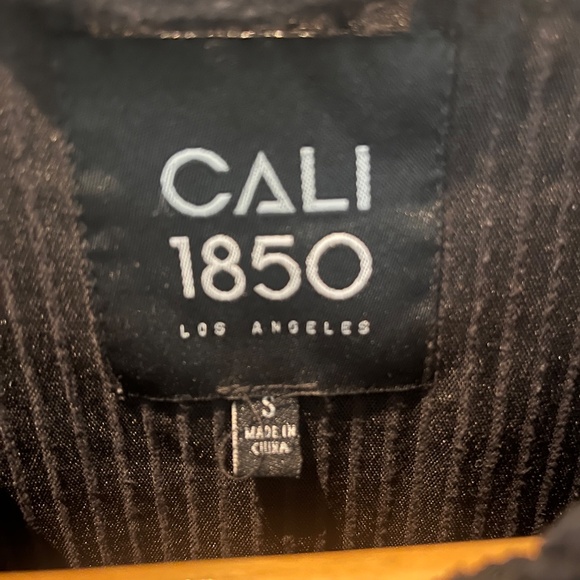 CALI
1850
LOS ANGELES
S
MADE IN
CHINA